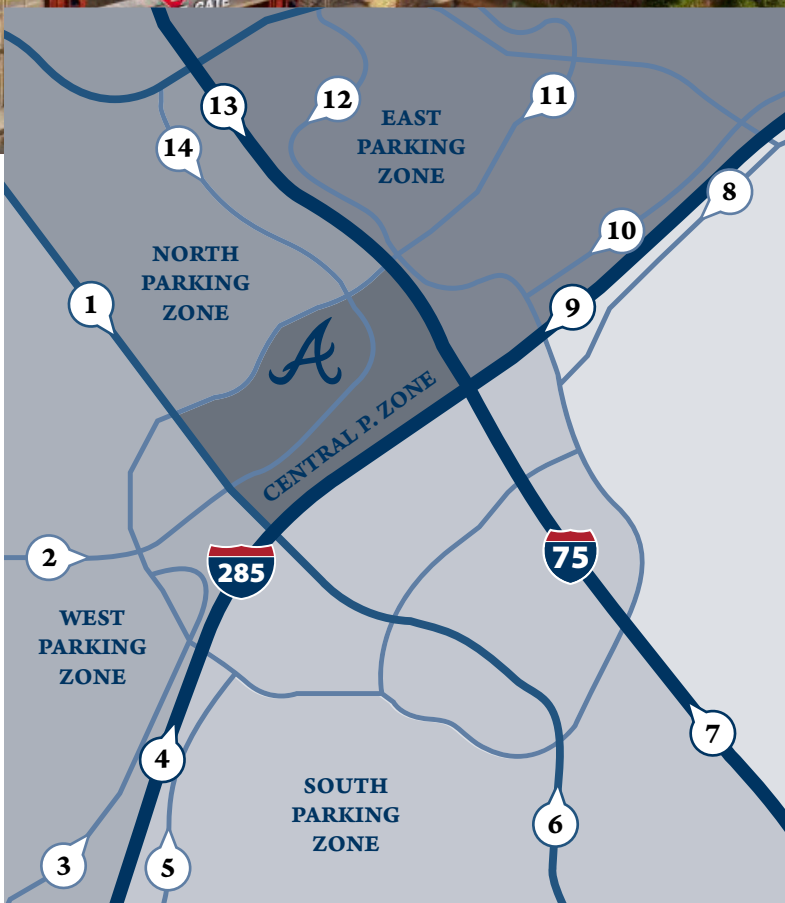 GATE
13
12
11
EAST
PARKING
ZONE
14
8
NORTH
PARKING
ZONE
10
1
9
A
CENTRAL P. ZONE
2
285
75
WEST
PARKING
ZONE
4
7
SOUTH
PARKING
ZONE
6
3
5